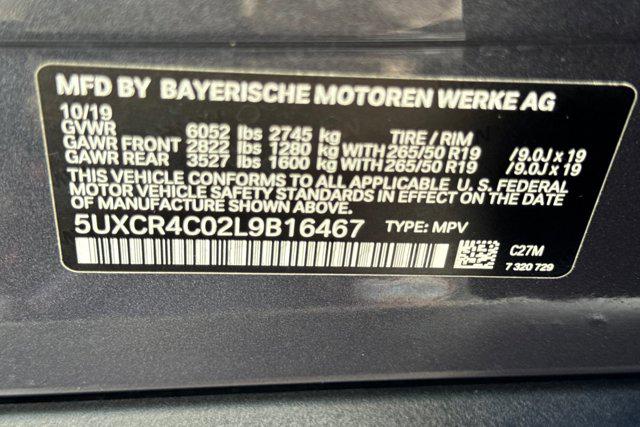 MFD BY BAYERISCHE MOTOREN WERKE AG
10/19
GVWR 6052 lbs 2745 kg TIRE / RIM
GAWR FRONT 2822 lbs 1280 kg WITH 265/50 R19 /9.0J x 19
GAWR REAR 3527 lbs 1600 kg WITH 265/50 R19 /9.0J x 19
THIS VEHICLE CONFORMS TO ALL APPLICABLE U. S. FEDERAL
MOTOR VEHICLE SAFETY STANDARDS IN EFFECT ON THE DATE
OF MANUFACTURE SHOWN ABOVE.
5UXCR4C02L9B16467 TYPE: MPV
C27M
7 320 729